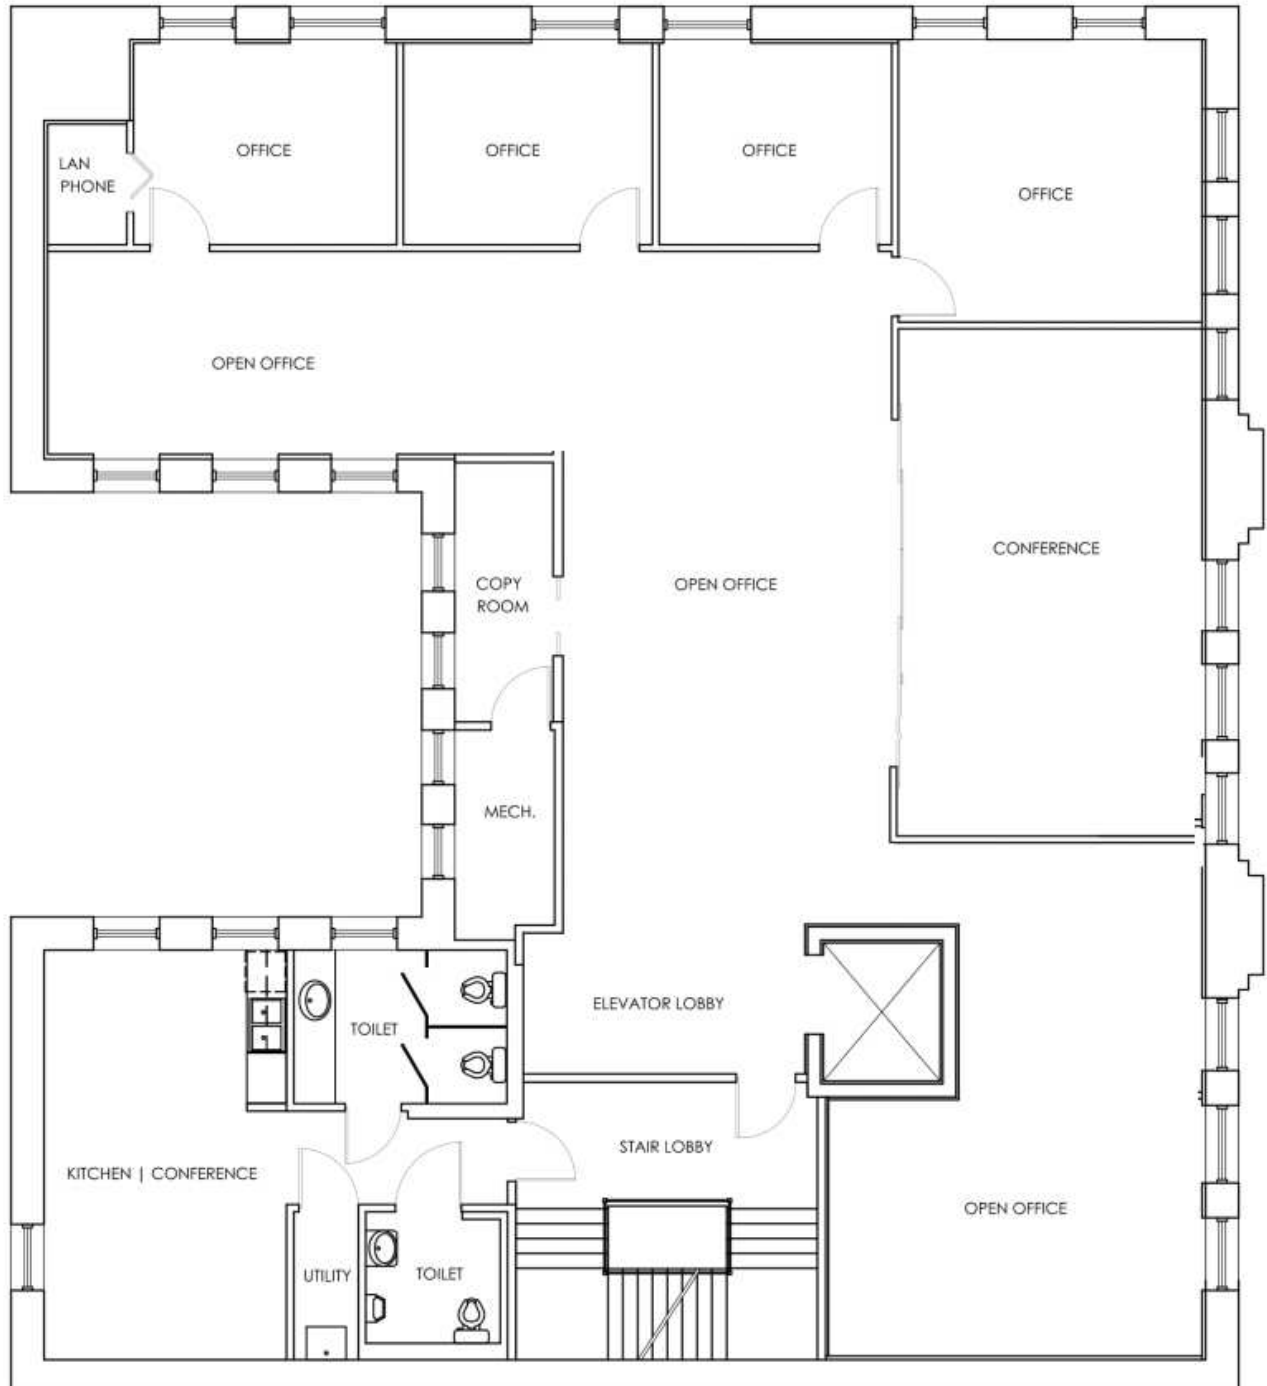 OFFICE
OFFICE
OFFICE
LAN
PHONE
OFFICE
OPEN OFFICE
CONFERENCE
COPY
ROOM
OPEN OFFICE
MECH.
ELEVATOR LOBBY
TOILET
STAIR LOBBY
KITCHEN | CONFERENCE
OPEN OFFICE
UTILITY
TOILET